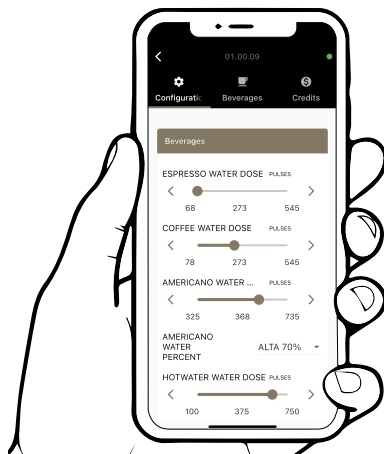 01.00.09
Configuratic Beverages Credits
Beverages
ESPRESSO WATER DOSE PULSES
68 273 545
COFFEE WATER DOSE PULSES
78 273 545
AMERICANO WATER ... PULSES
325 368 735
AMERICANO
WATER
PERCENT
ALTA 70%
HOTWATER WATER DOSE PULSES
100 375 750